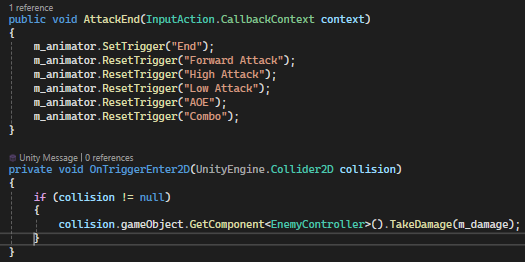 1 reference
public void AttackEnd(InputAction.CallbackContext context)
{
m_animator.SetTrigger("End");
m_animator.ResetTrigger("Forward Attack");
m_animator.ResetTrigger("High Attack");
m_animator.ResetTrigger("Low Attack");
m_animator.ResetTrigger("AOE");
m_animator.ResetTrigger("Combo");
}
Unity Message | 0 references
private void OnTriggerEnter2D(UnityEngine.Collider2D collision)
{
if (collision != null)
{
collision.gameObject.GetComponent<EnemyController>().TakeDamage(m_damage);
}
}